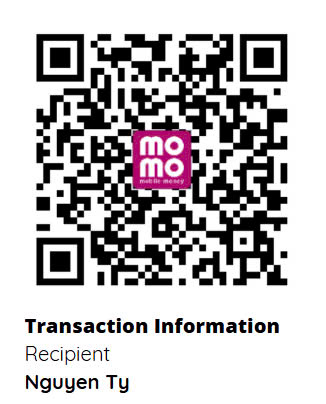 mo
mo
mobile money
Transaction Information
Recipient
Nguyen Ty